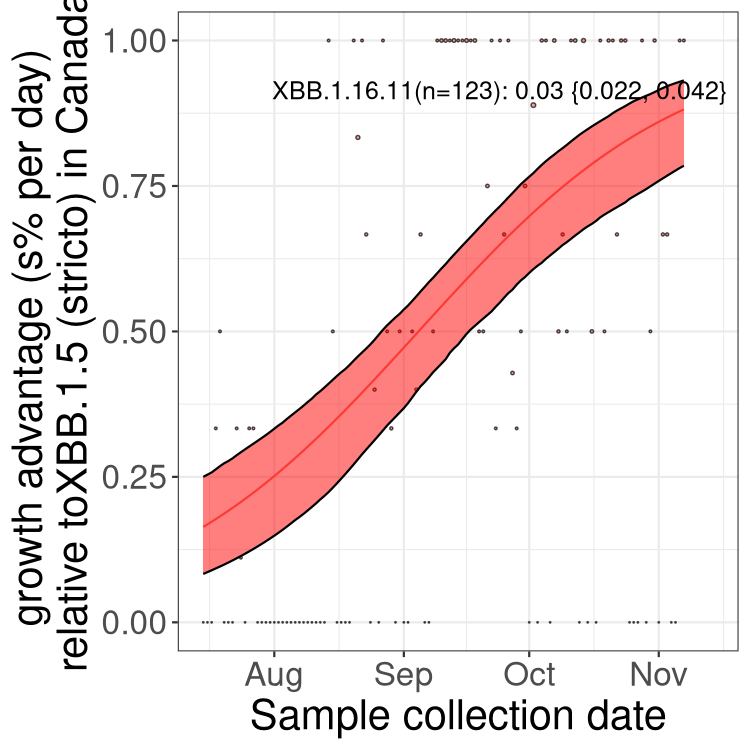 growth advantage (s% per day)
relative toXBB.1.5 (stricto) in Canada
1.00
0.75
0.50
0.25
0.00
XBB.1.16.11(n=123): 0.03 {0.022, 0.042}
Aug Sep Oct Nov
Sample collection date